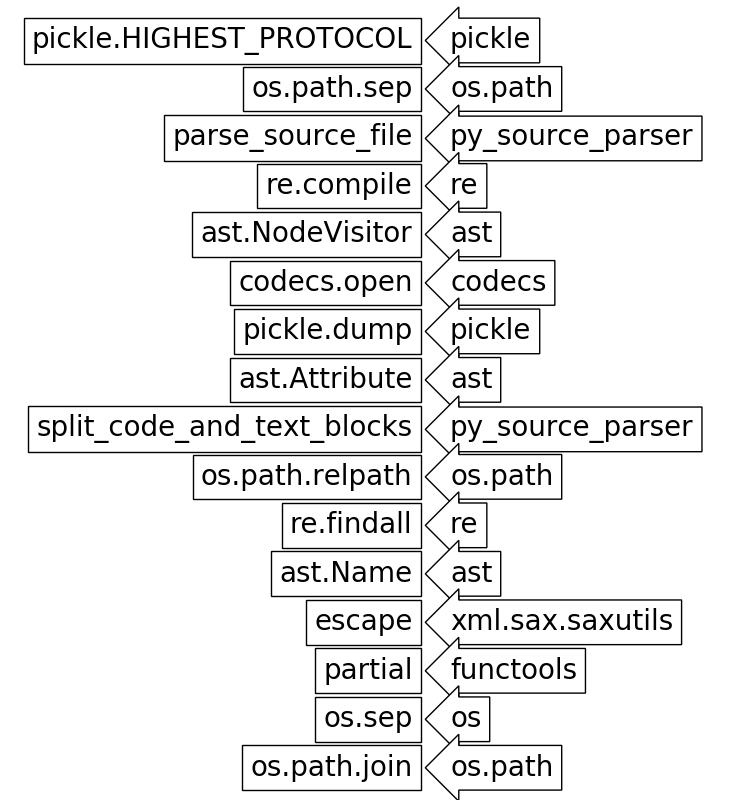 pickle.HIGHEST_PROTOCOL pickle
os.path.sep os.path
parse_source_file py_source_parser
re.compile re
ast.NodeVisitor ast
codecs.open codecs
pickle.dump pickle
ast.Attribute ast
split_code_and_text_blocks py_source_parser
os.path.relpath os.path
re.findall re
ast.Name ast
escape xml.sax.saxutils
partial functools
os.sep os
os.path.join os.path